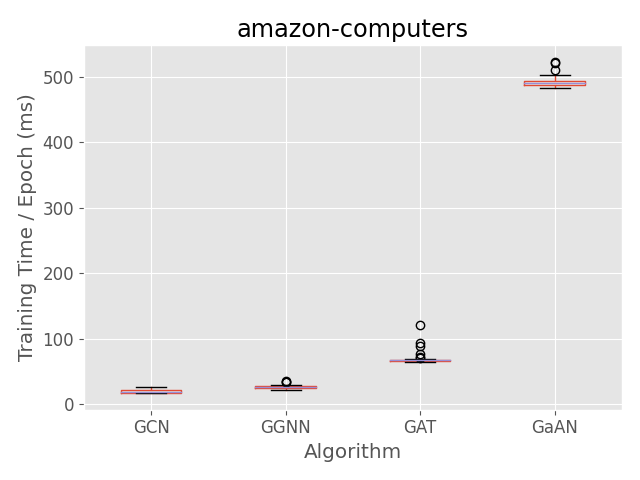 amazon-computers
Training Time / Epoch (ms)
500
400
300
200
100
0
GCN GGNN GAT GaAN
Algorithm